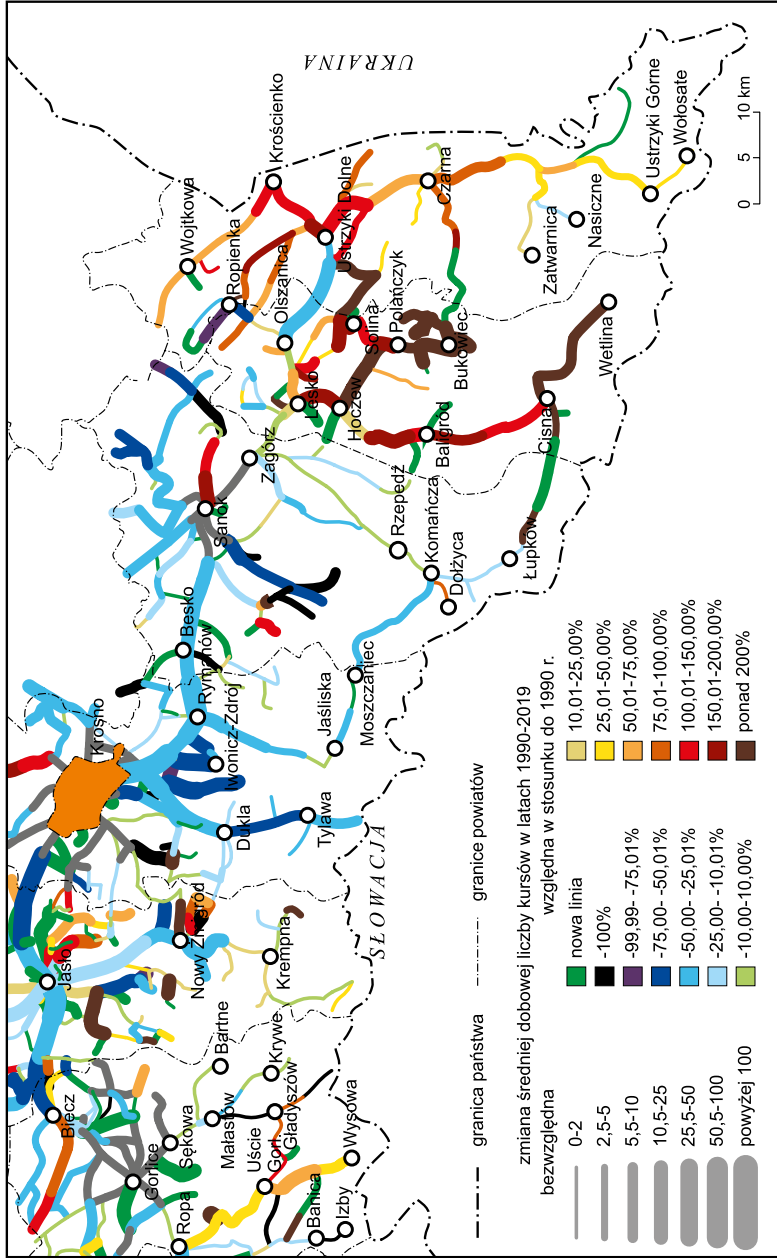 UKRAINA
Krościenko
Wojtkowa
Ropienka
Ustrzyki Dolne
Olszanica
Czarna
Ustrzyki Górne
Wołosate
Zatwarnica
Nasiczne
Solina
Polańczyk
Bukowiec
Lesko
Hoczew
Baligród
Cisna
Wetlina
Zagórz
Sanok
Rzepedź
Komańcza
Dołżyca
Łupków
Besko
Rymanów
Iwonicz-Zdrój
Jaśliska
Moszczaniec
Krosno
Dukla
Tylawa
SŁOWACJA
Jasło
Nowy Żmigród
Krempna
Biecz
Gorlice
Sękowa
Bartne
Małastów
Krywe
Gładyszów
Uście
Gorl.
Ropa
Wysowa
Banica
Izby
0 5 10 km
granica państwa
granice powiatów
zmiana średniej dobowej liczby kursów w latach 1990-2019
bezwzględna
względna w stosunku do 1990 r.
0-2
2,5-5
5,5-10
10,5-25
25,5-50
50,5-100
powyżej 100
nowa linia
-100%
-99,99- -75,01%
-75,00- -50,01%
-50,00- -25,01%
-25,00- -10,01%
-10,00-10,00%
10,01-25,00%
25,01-50,00%
50,01-75,00%
75,01-100,00%
100,01-150,00%
150,01-200,00%
ponad 200%